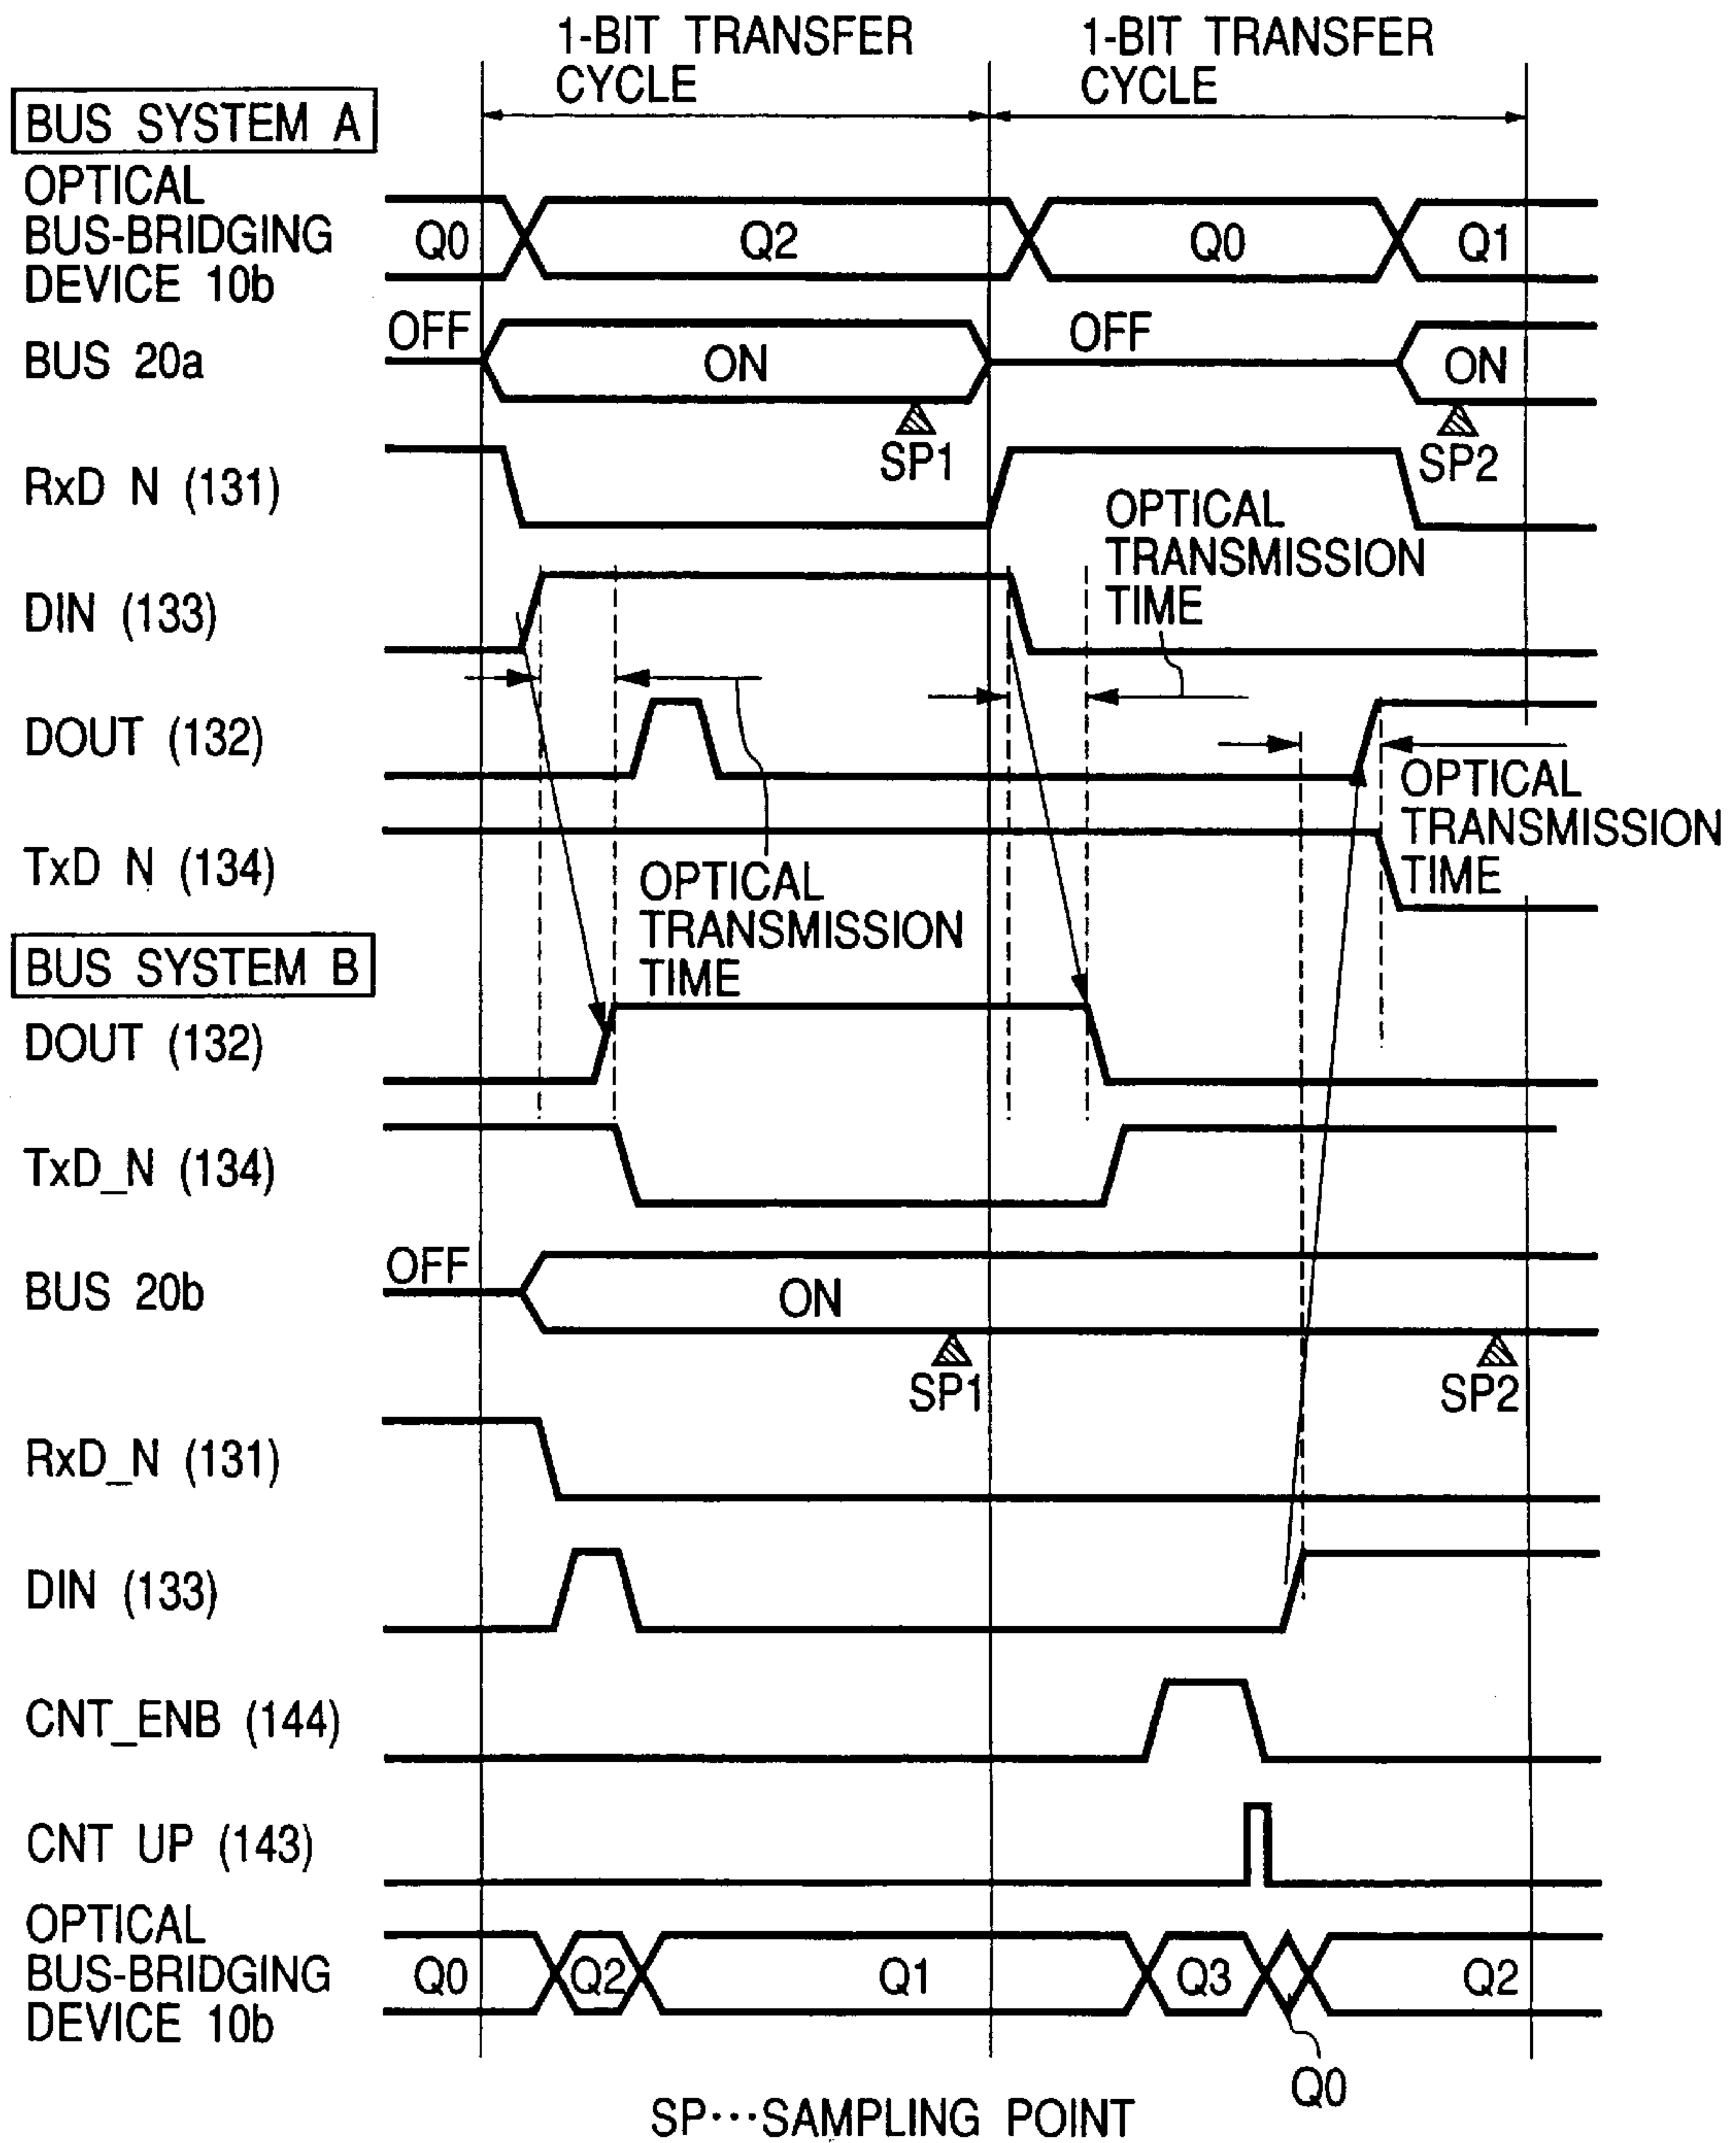 1-BIT TRANSFER
CYCLE
1-BIT TRANSFER
CYCLE
BUS SYSTEM A
OPTICAL
BUS-BRIDGING
DEVICE 10b
Q0
Q2
Q0
Q1
BUS 20a
OFF
ON
OFF
ON
SP1
SP2
RxD N (131)
OPTICAL
TRANSMISSION
TIME
DIN (133)
DOUT (132)
OPTICAL
TRANSMISSION
TIME
TxD N (134)
OPTICAL
TRANSMISSION
TIME
BUS SYSTEM B
DOUT (132)
TxD_N (134)
BUS 20b
OFF
ON
SP1
SP2
RxD_N (131)
DIN (133)
CNT_ENB (144)
CNT UP (143)
OPTICAL
BUS-BRIDGING
DEVICE 10b
Q0
Q2
Q1
Q3
Q2
Q0
SP···SAMPLING POINT